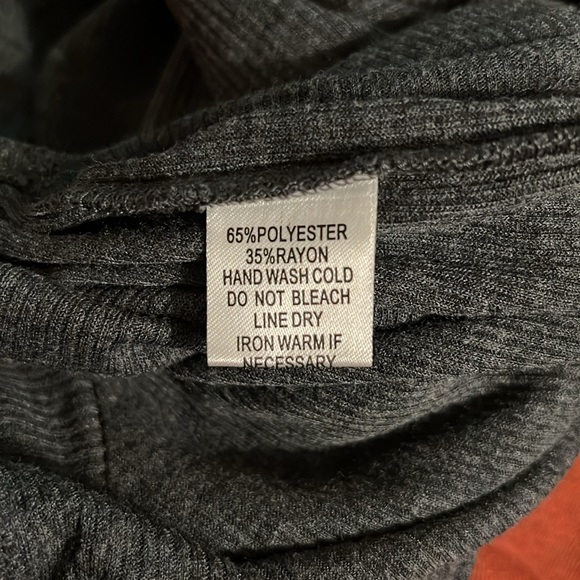 65%POLYESTER
35%RAYON
HAND WASH COLD
DO NOT BLEACH
LINE DRY
IRON WARM IF
NECESSARY